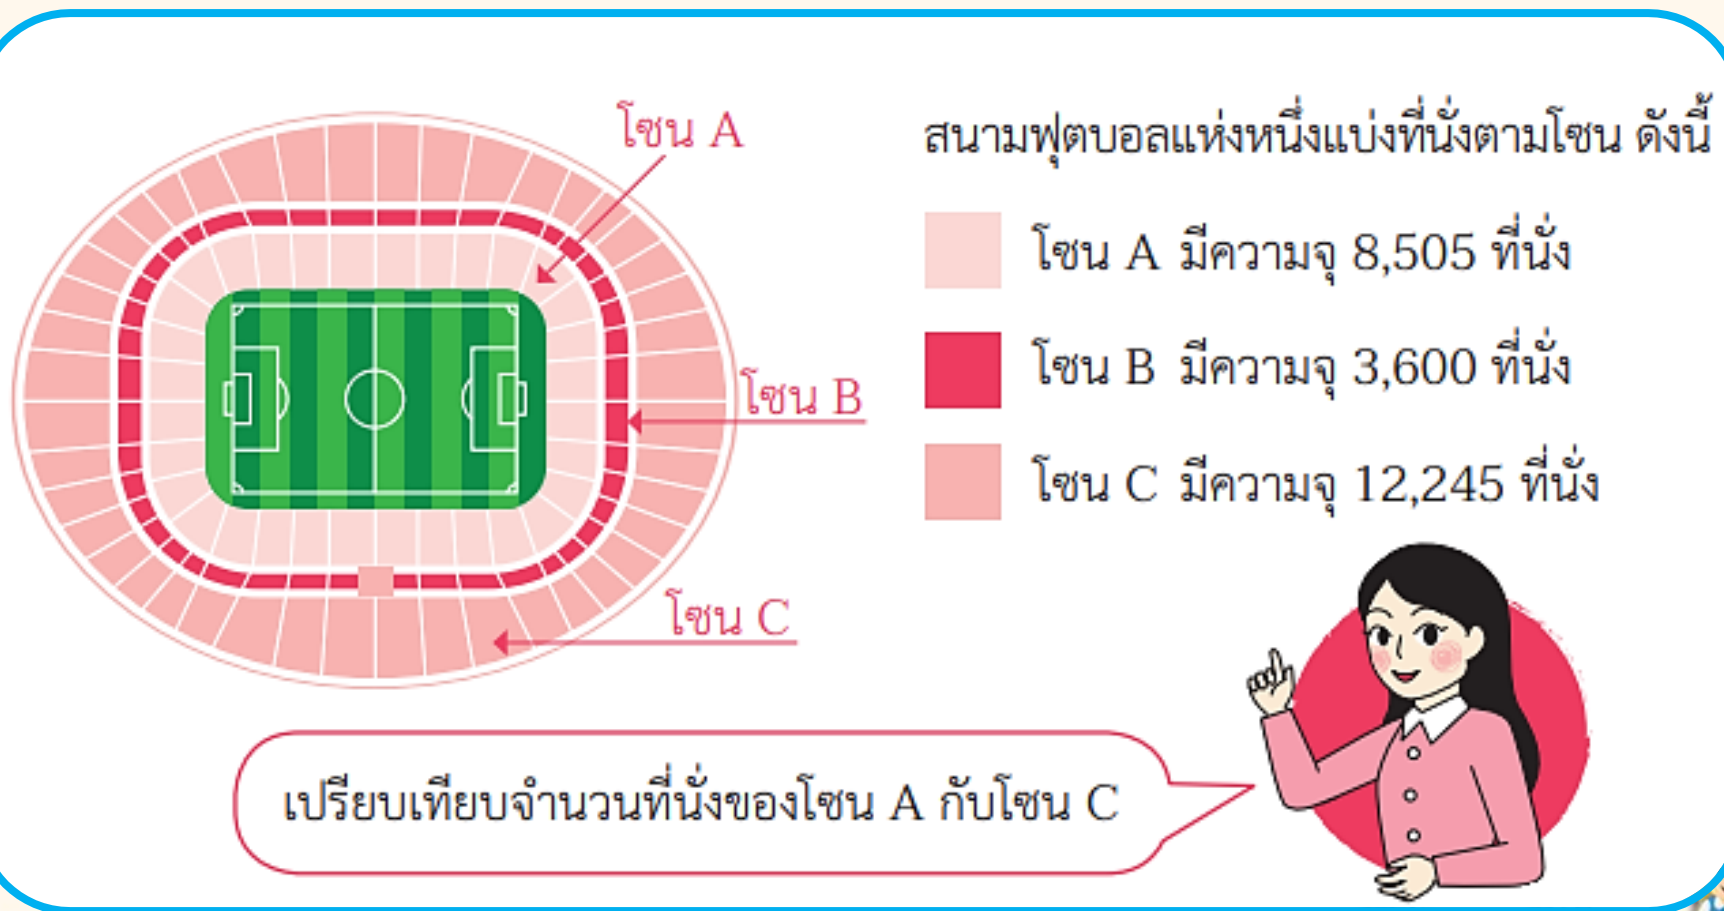 โซน A
สนามฟุตบอลแห่งหนึ่งแบ่งที่นั่งตามโซน ดังนี้
โซน A มีความจุ 8,505 ที่นั่ง
โซน B มีความจุ 3,600 ที่นั่ง
โซน B
โซน C มีความจุ 12,245 ที่นั่ง
โซน C
เปรียบเทียบจำนวนที่นั่งของโซน A กับโซน C